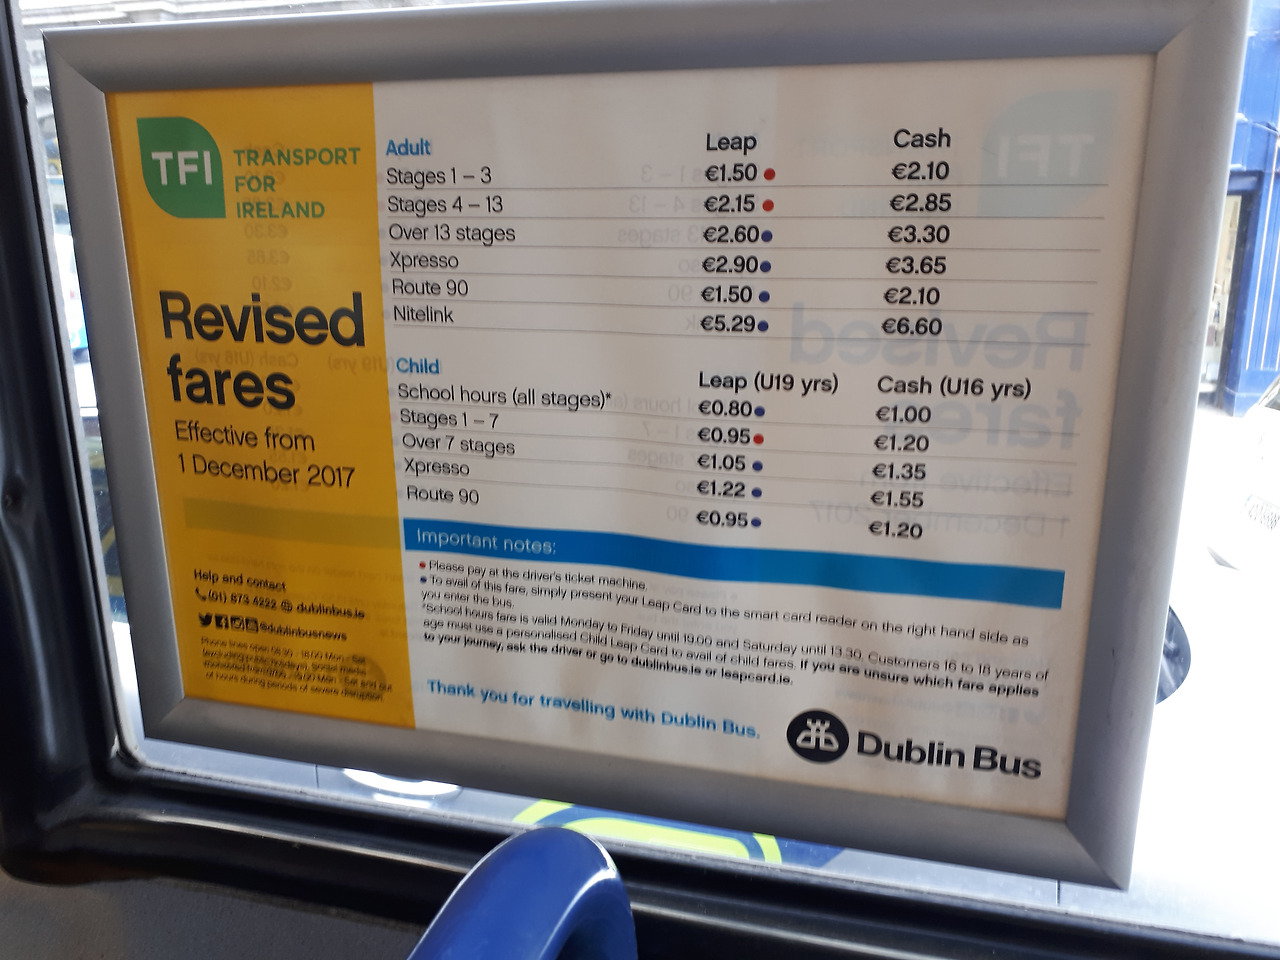 TFI TRANSPORT
FOR
IRELAND
Revised
fares
Effective from
1 December 2017
Help and contact
(01) 873 4222 @ dublinbus.ie
@dublinbusnews
Adult Leap Cash
Stages 1 – 3 €1.50 €2.10
Stages 4 – 13 €2.15 €2.85
Over 13 stages €2.60 €3.30
Xpresso €2.90 €3.65
Route 90 €1.50 €2.10
Nitelink €5.29 €6.60
Child Leap (U19 yrs) Cash (U16 yrs)
School hours (all stages)* €0.80 €1.00
Stages 1 – 7 €0.95 €1.20
Over 7 stages €1.05 €1.35
Xpresso €1.22 €1.55
Route 90 €0.95 €1.20
Important notes:
• Please pay at the driver's ticket machine.
• To avail of this fare, simply present your Leap Card to the smart card reader on the right hand side as
you enter the bus.
*School hours fare is valid Monday to Friday until 19.00 and Saturday until 13.30. Customers 16 to 18 years of
age must use a personalised Child Leap Card to avail of child fares. If you are unsure which fare applies
to your journey, ask the driver or go to dublinbus.ie or leapcard.ie.
Thank you for travelling with Dublin Bus.
Dublin Bus